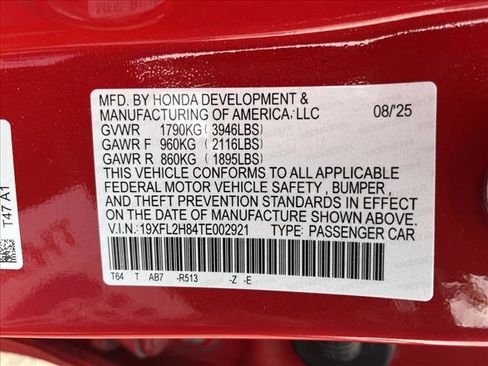 MFD. BY HONDA DEVELOPMENT &
MANUFACTURING OF AMERICA, LLC 08/'25
GVWR 1790KG (3946LBS)
GAWR F 960KG (2116LBS)
GAWR R 860KG (1895LBS)
THIS VEHICLE CONFORMS TO ALL APPLICABLE
FEDERAL MOTOR VEHICLE SAFETY , BUMPER ,
AND THEFT PREVENTION STANDARDS IN EFFECT
ON THE DATE OF MANUFACTURE SHOWN ABOVE.
V.I.N.: 19XFL2H84TE002921 TYPE: PASSENGER CAR
T64 T AB7 -R513 -Z -E
T47 A1